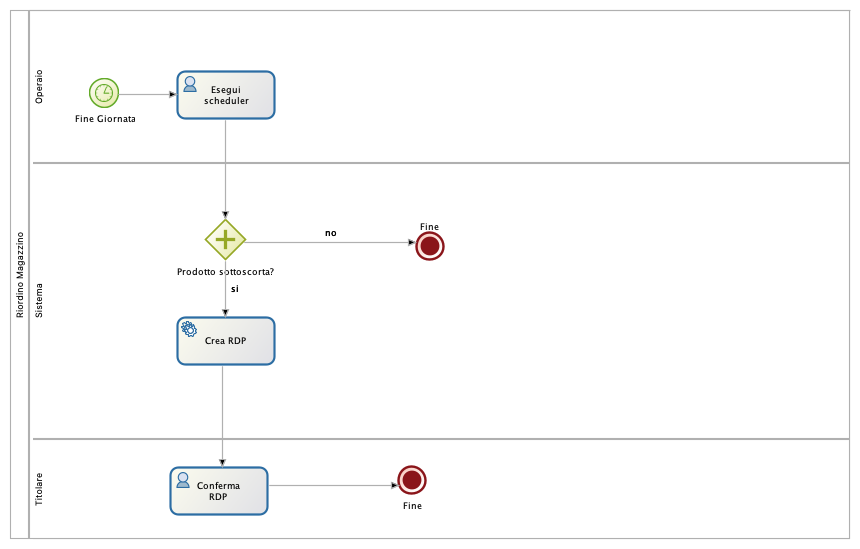 Riordino Magazzino
Operaio
Esegui
scheduler
Fine Giornata
Sistema
Fine
no
Prodotto sottoscorta?
si
Crea RDP
Titolare
Conferma
RDP
Fine